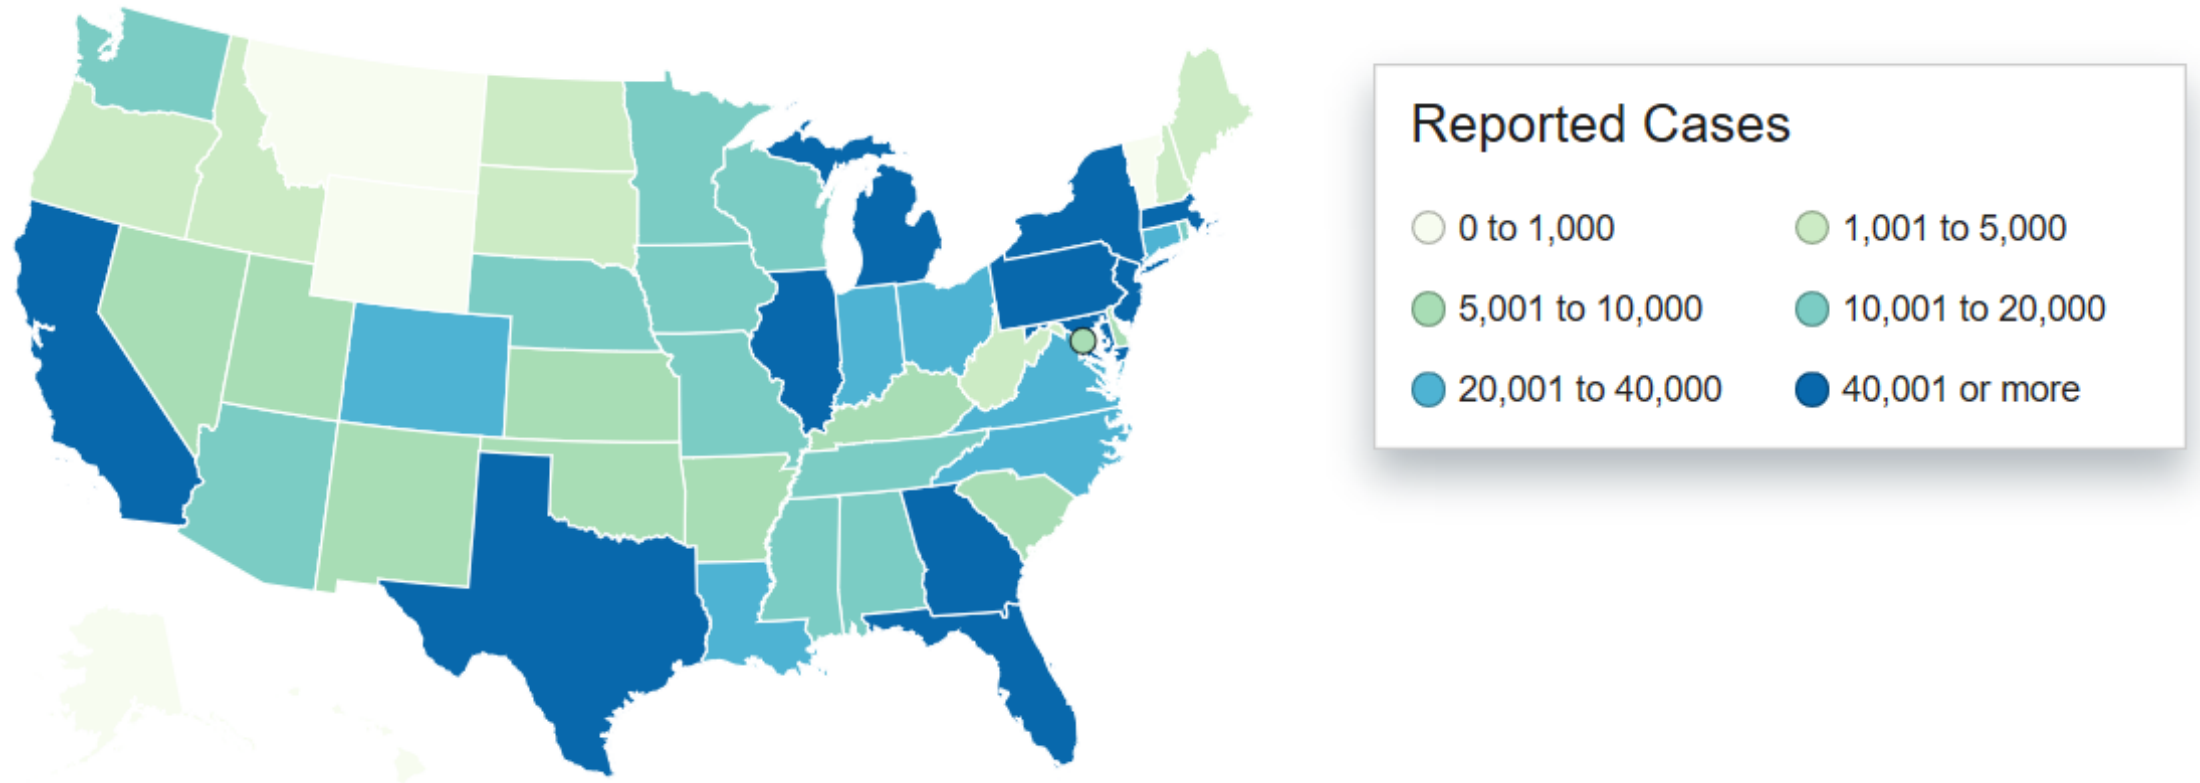 Reported Cases
0 to 1,000
1,001 to 5,000
5,001 to 10,000
10,001 to 20,000
20,001 to 40,000
40,001 or more